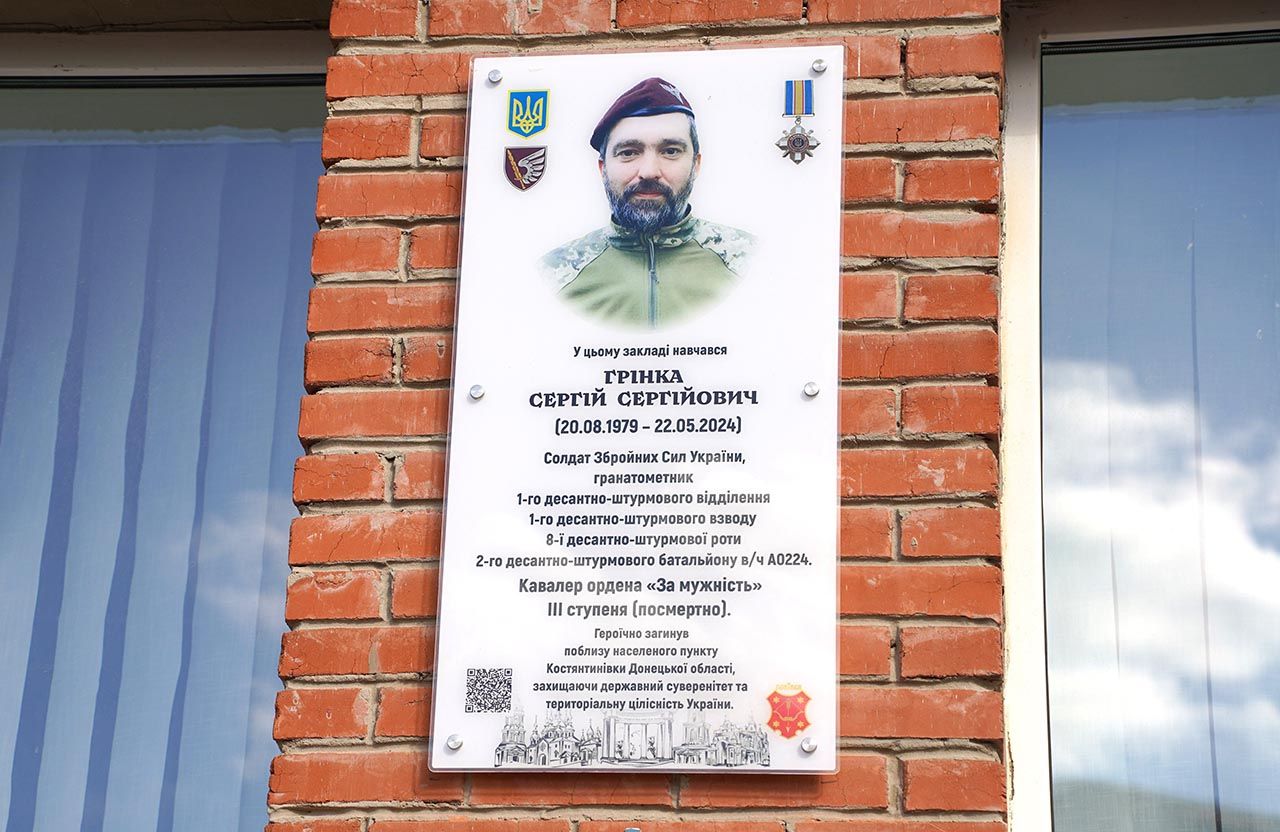 У цьому закладі навчався
ГРІНКА
СЕРГІЙ СЕРГІЙОВИЧ
(20.08.1979 – 22.05.2024)
Солдат Збройних Сил України,
гранатометник
1-го десантно-штурмового відділення
1-го десантно-штурмового взводу
8-ї десантно-штурмової роти
2-го десантно-штурмового батальйону в/ч А0224.
Кавалер ордена «За мужність»
ІІІ ступеня (посмертно).
Героїчно загинув
поблизу населеного пункту
Костянтинівки Донецької області,
захищаючи державний суверенітет та
територіальну цілісність України.